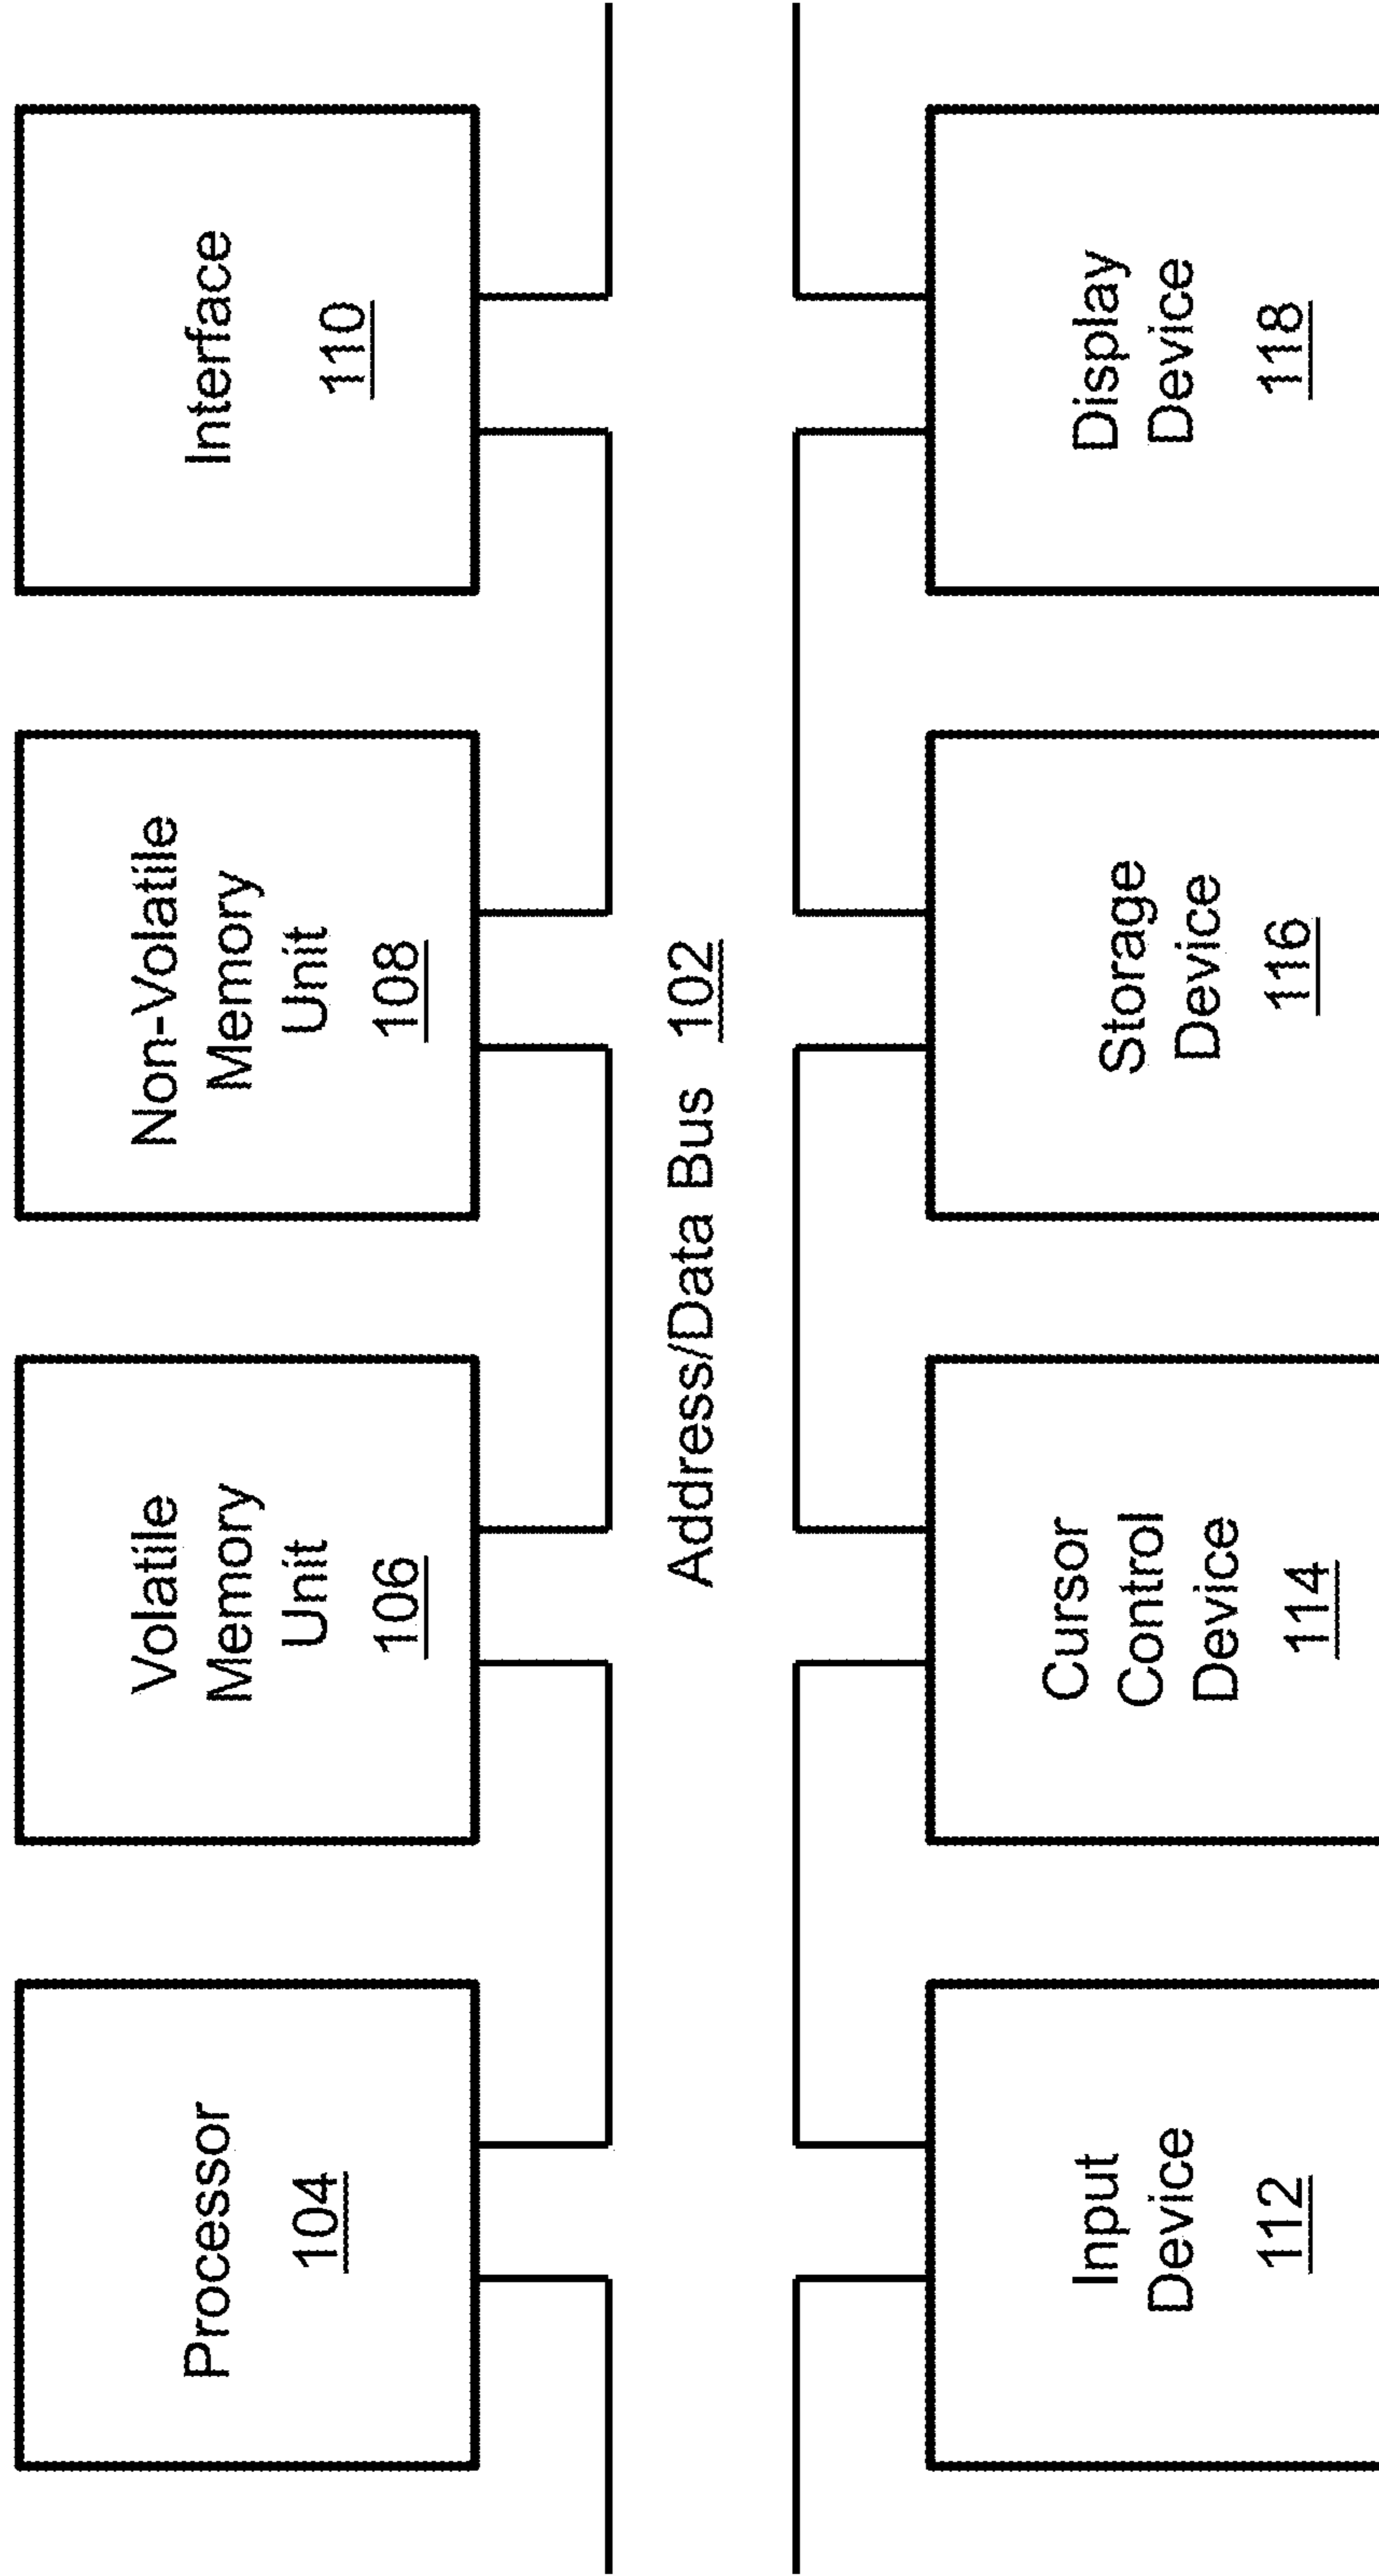 Processor
104
Volatile
Memory
Unit
106
Non-Volatile
Memory
Unit
108
Interface
110
Address/Data Bus 102
Input
Device
112
Cursor
Control
Device
114
Storage
Device
116
Display
Device
118